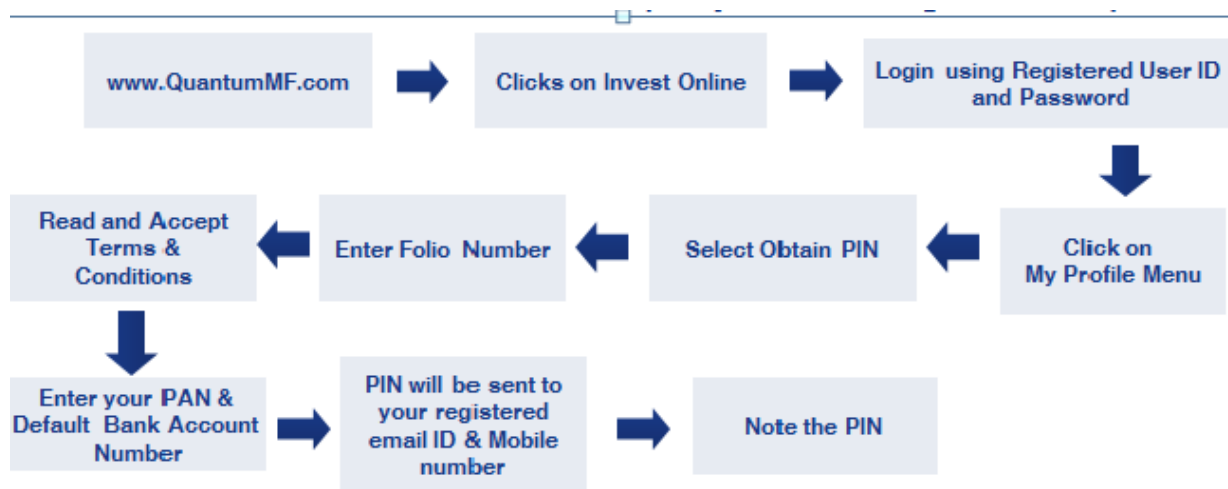 www.QuantumMF.com
Clicks on Invest Online
Login using Registered User ID
and Password
Click on
My Profile Menu
Select Obtain PIN
Enter Folio Number
Read and Accept
Terms &
Conditions
Enter your PAN &
Default Bank Account
Number
PIN will be sent to
your registered
email ID & Mobile
number
Note the PIN